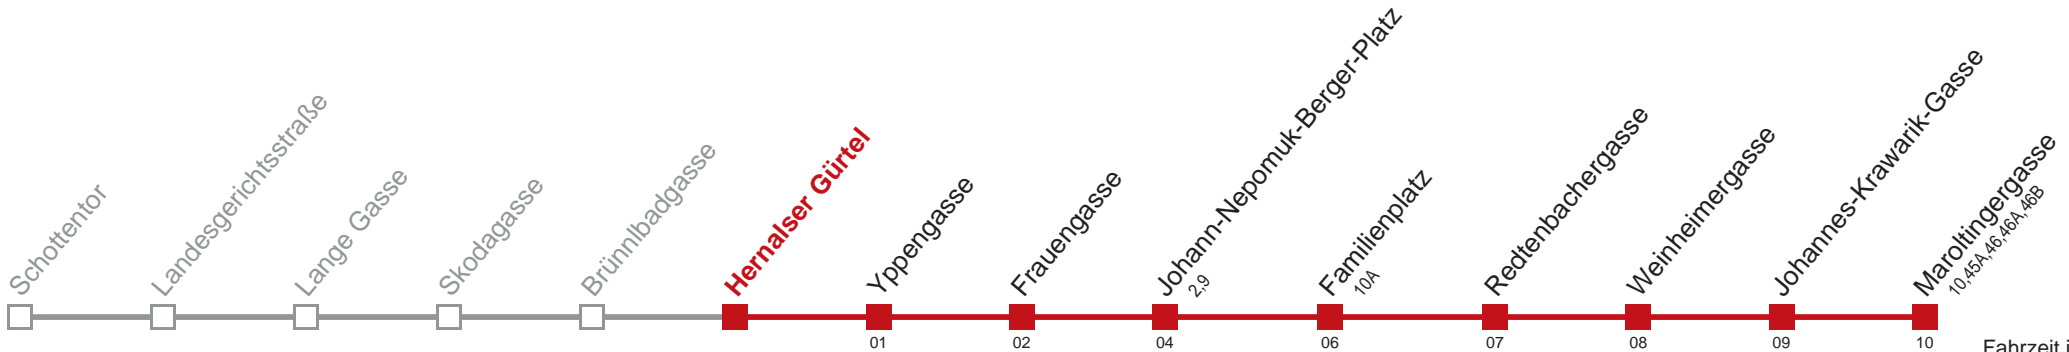 Schottentor
Landesgerichtsstraße
Lange Gasse
Skodagasse
Brünnlbadgasse
Hernalser Gürtel
Yppengasse
Frauengasse
Johann-Nepomuk-Berger-Platz
2,9
Familienplatz
10A
Redtenbachergasse
Weinheimergasse
Johannes-Krawarik-Gasse
Maroltingergasse
10,45A,46,46A,46B
01
02
04
06
07
08
09
10
Fahrzeit i